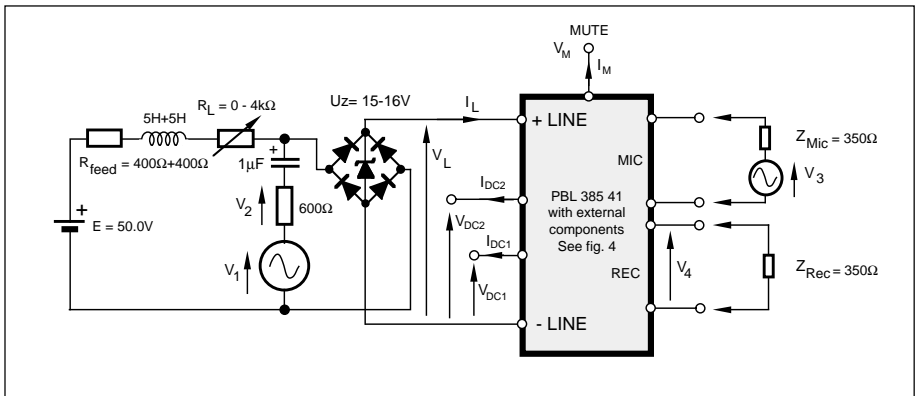 MUTE
V_M
I_M
R_L = 0 - 4kΩ
Uz= 15-16V
I_L
5H+5H
+ LINE
Z_Mic = 350Ω
R_feed = 400Ω+400Ω
1µF
V_L
MIC
V_3
I_DC2
PBL 385 41
with external
components
See fig. 4
V_2
600Ω
V_DC2
E = 50.0V
I_DC1
V_1
V_DC1
REC
V_4
Z_Rec = 350Ω
- LINE
+
+